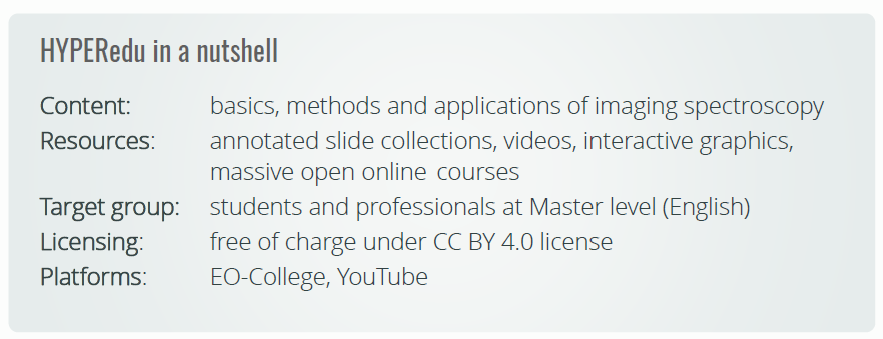 HYPERedu in a nutshell
Content: basics, methods and applications of imaging spectroscopy
Resources: annotated slide collections, videos, interactive graphics,
massive open online courses
Target group: students and professionals at Master level (English)
Licensing: free of charge under CC BY 4.0 license
Platforms: EO-College, YouTube